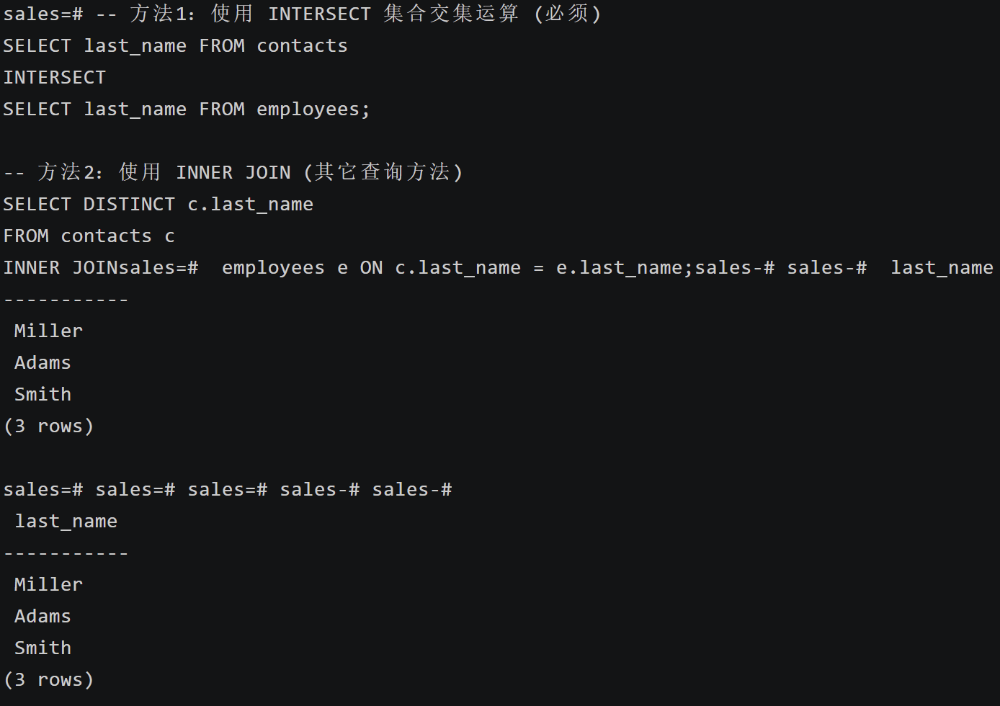 sales=# -- 方法1：使用 INTERSECT 集合交集运算 (必须)
SELECT last_name FROM contacts
INTERSECT
SELECT last_name FROM employees;
-- 方法2：使用 INNER JOIN (其它查询方法)
SELECT DISTINCT c.last_name
FROM contacts c
INNER JOINsales=#  employees e ON c.last_name = e.last_name;sales-# sales-#  last_name
-----------
Miller
Adams
Smith
(3 rows)
sales=# sales=# sales=# sales-# sales-#
last_name
-----------
Miller
Adams
Smith
(3 rows)